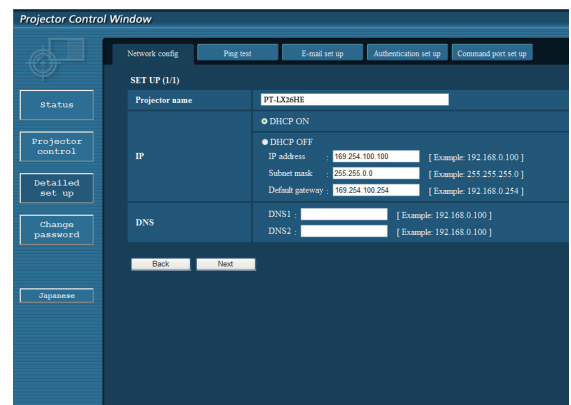 Projector Control Window
Network config Ping test E-mail set up Authentication set up Command port set up
SET UP (1/1)
Status
Projector control
Detailed set up
Change password
Japanese
Projector name PT-LX26HE
IP
DHCP ON
DHCP OFF
IP address : 169.254.100.100 [ Example: 192.168.0.100 ]
Subnet mask : 255.255.0.0 [ Example: 255.255.255.0 ]
Default gateway : 169.254.100.254 [ Example: 192.168.0.254 ]
DNS
DNS1 : [ Example: 192.168.0.100 ]
DNS2 : [ Example: 192.168.0.100 ]
Back Next